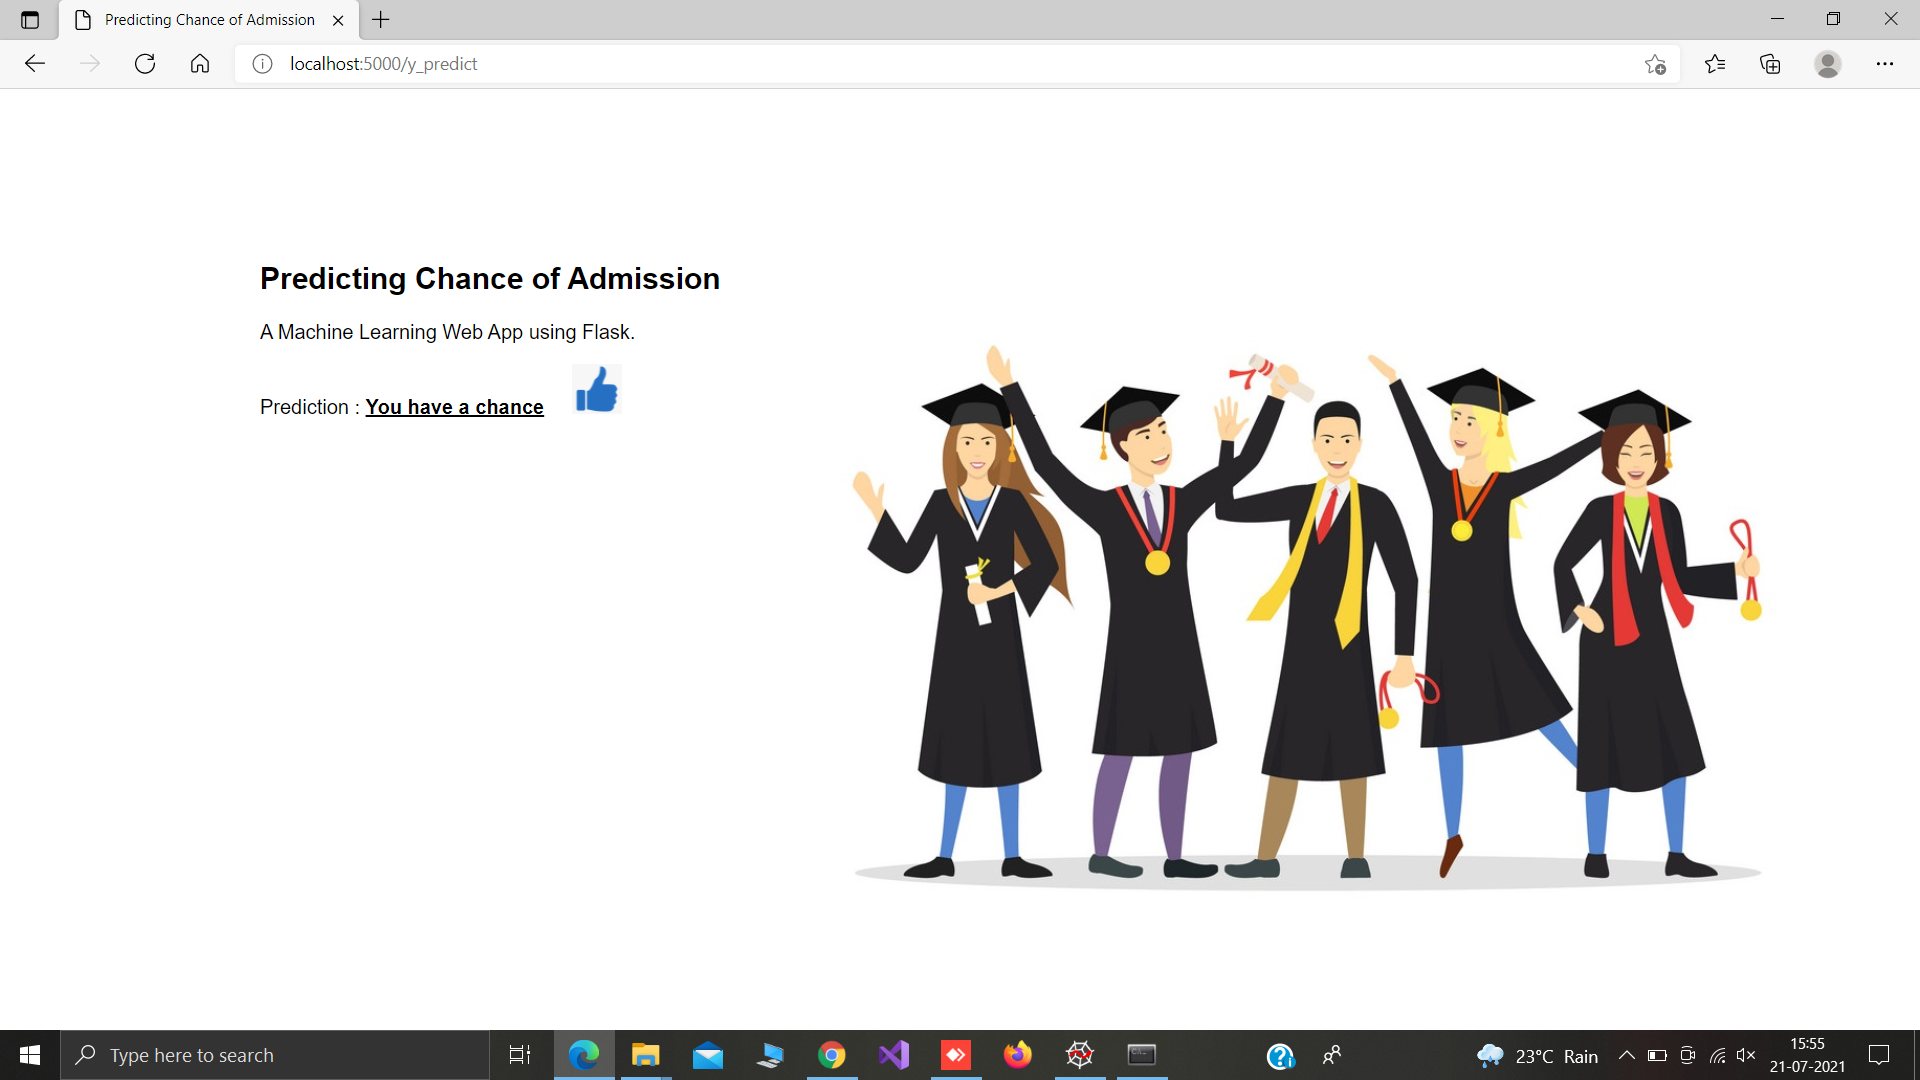 Predicting Chance of Admission
localhost:5000/y_predict
Predicting Chance of Admission
A Machine Learning Web App using Flask.
Prediction : You have a chance
Type here to search
23°C Rain
15:55
21-07-2021